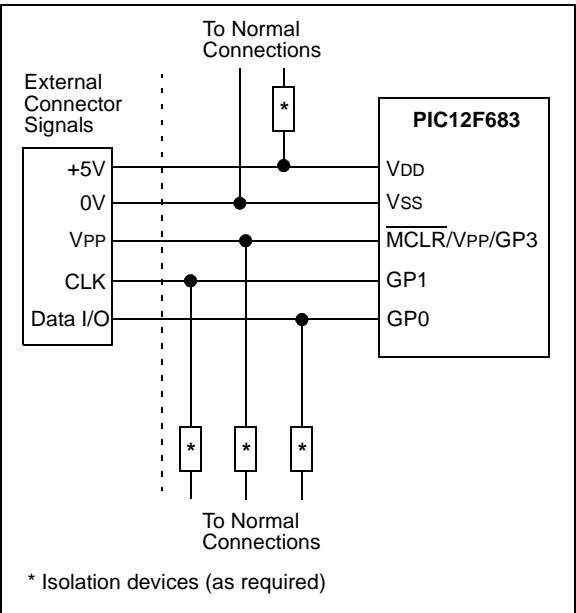 To Normal
Connections
External
Connector
Signals
*
PIC12F683
+5V
VDD
0V
VSS
VPP
MCLR/VPP/GP3
CLK
GP1
Data I/O
GP0
* * *
To Normal
Connections
* Isolation devices (as required)